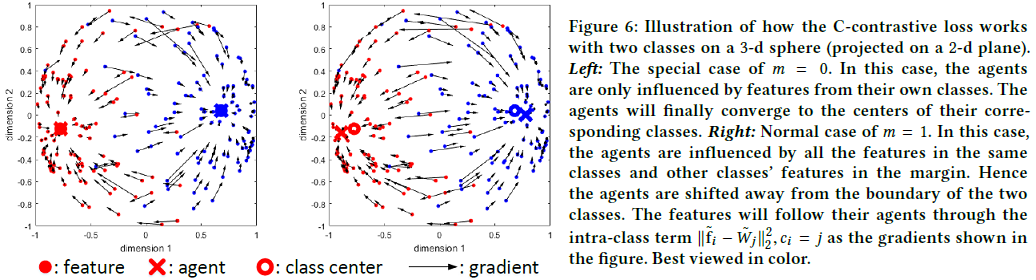 1
0.8
0.6
0.4
0.2
0
-0.2
-0.4
-0.6
-0.8
-1
dimension 2
-1 -0.5 0 0.5 1
dimension 1
1
0.8
0.6
0.4
0.2
0
-0.2
-0.4
-0.6
-0.8
-1
dimension 2
-1 -0.5 0 0.5 1
dimension 1
: feature : agent : class center : gradient
Figure 6: Illustration of how the C-contrastive loss works
with two classes on a 3-d sphere (projected on a 2-d plane).
Left: The special case of m = 0. In this case, the agents
are only influenced by features from their own classes. The
agents will finally converge to the centers of their corre-
sponding classes. Right: Normal case of m = 1. In this case,
the agents are influenced by all the features in the same
classes and other classes' features in the margin. Hence
the agents are shifted away from the boundary of the two
classes. The features will follow their agents through the
intra-class term ||f̃ᵢ − W̃ⱼ||₂², cᵢ = j as the gradients shown in
the figure. Best viewed in color.